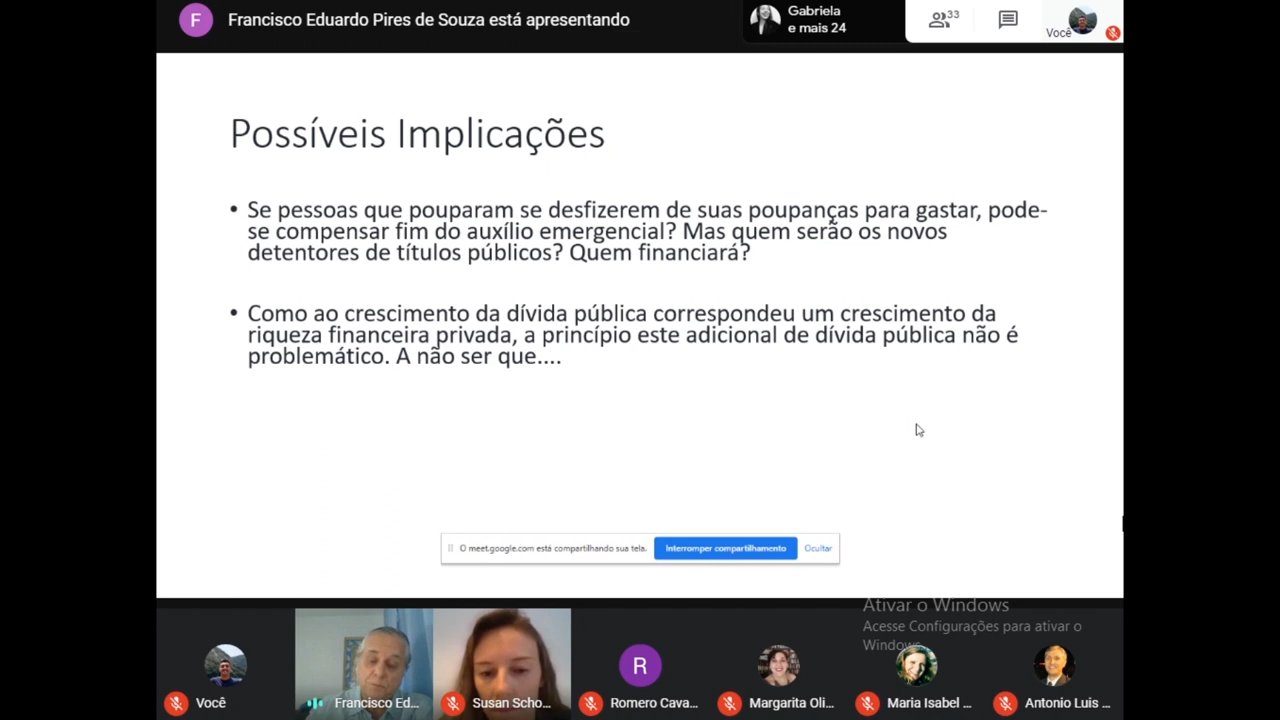 F
Francisco Eduardo Pires de Souza está apresentando
Gabriela
e mais 24
33
Você
Possíveis Implicações
• Se pessoas que pouparam se desfizerem de suas poupanças para gastar, pode-
se compensar fim do auxílio emergencial? Mas quem serão os novos
detentores de títulos públicos? Quem financiará?
• Como ao crescimento da dívida pública correspondeu um crescimento da
riqueza financeira privada, a princípio este adicional de dívida pública não é
problemático. A não ser que....
O meet.google.com está compartilhando sua tela.
Interromper compartilhamento
Ocultar
Ativar o Windows
Acesse Configurações para ativar o
Windows.
R
Você
Francisco Ed...
Susan Scho...
Romero Cava...
Margarita Oli...
Maria Isabel ...
Antonio Luis ...